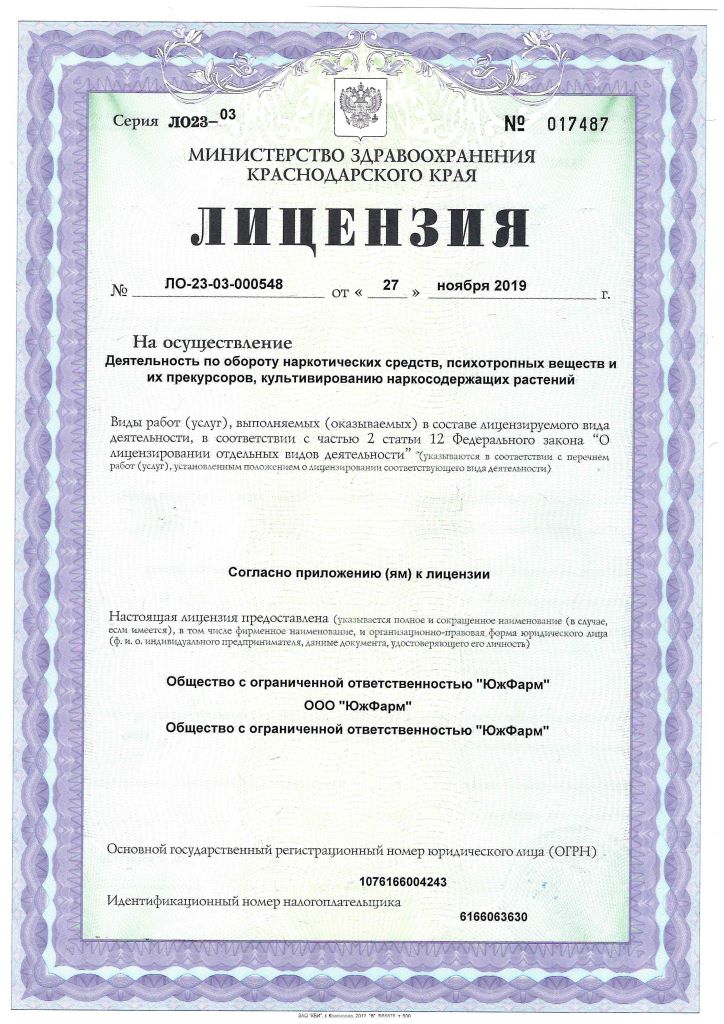 Серия ЛО23-03 № 017487
МИНИСТЕРСТВО ЗДРАВООХРАНЕНИЯ
КРАСНОДАРСКОГО КРАЯ
ЛИЦЕНЗИЯ
№ ЛО-23-03-000548 от « 27 » ноября 2019 г.
На осуществление
Деятельность по обороту наркотических средств, психотропных веществ и
их прекурсоров, культивированию наркосодержащих растений
Виды работ (услуг), выполняемых (оказываемых) в составе лицензируемого вида
деятельности, в соответствии с частью 2 статьи 12 Федерального закона “О
лицензировании отдельных видов деятельности” (указываются в соответствии с перечнем
работ (услуг), установленным положением о лицензировании соответствующего вида деятельности)
Согласно приложению (ям) к лицензии
Настоящая лицензия предоставлена (указывается полное и сокращенное наименование (в случае,
если имеется), в том числе фирменное наименование, и организационно-правовая форма юридического лица
(ф. и. о. индивидуального предпринимателя, данные документа, удостоверяющего его личность)
Общество с ограниченной ответственностью "ЮжФарм"
ООО "ЮжФарм"
Общество с ограниченной ответственностью "ЮжФарм"
Основной государственный регистрационный номер юридического лица (ОГРН)
1076166004243
Идентификационный номер налогоплательщика
6166063630